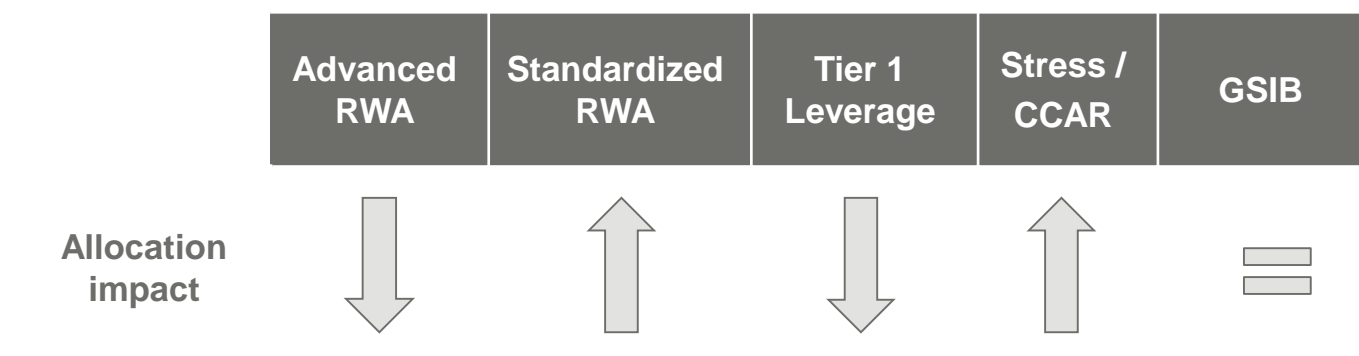 Advanced
RWA
Standardized
RWA
Tier 1
Leverage
Stress /
CCAR
GSIB
Allocation
impact